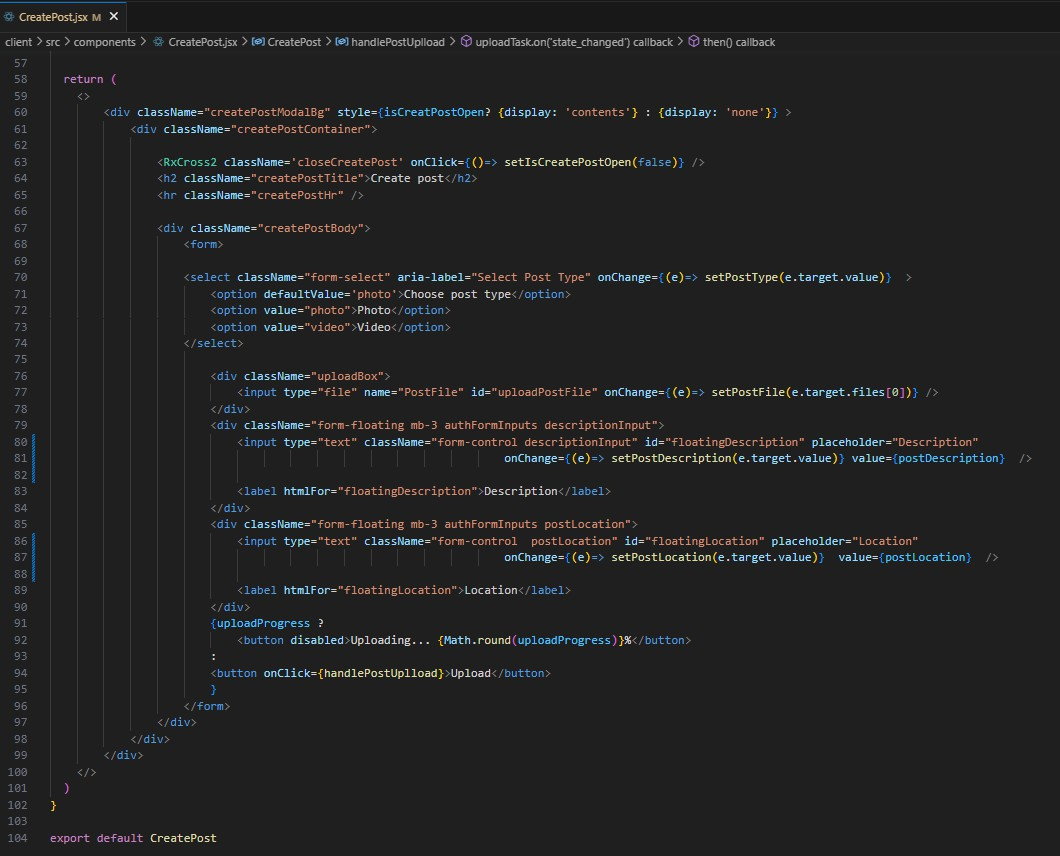 CreatePost.jsx M ✕
client > src > components > CreatePost.jsx > CreatePost > handlePostUplload > uploadTask.on('state_changed') callback > then() callback
57
58 return (
59 <>
60 <div className="createPostModalBg" style={isCreatPostOpen? {display: 'contents'} : {display: 'none'}} >
61 <div className="createPostContainer">
62
63 <RxCross2 className='closeCreatePost' onClick={()=> setIsCreatePostOpen(false)} />
64 <h2 className="createPostTitle">Create post</h2>
65 <hr className="createPostHr" />
66
67 <div className="createPostBody">
68 <form>
69
70 <select className="form-select" aria-label="Select Post Type" onChange={(e)=> setPostType(e.target.value)} >
71 <option defaultValue='photo'>Choose post type</option>
72 <option value="photo">Photo</option>
73 <option value="video">Video</option>
74 </select>
75
76 <div className="uploadBox">
77 <input type="file" name="PostFile" id="uploadPostFile" onChange={(e)=> setPostFile(e.target.files[0])} />
78 </div>
79 <div className="form-floating mb-3 authFormInputs descriptionInput">
80 <input type="text" className="form-control descriptionInput" id="floatingDescription" placeholder="Description"
81 onChange={(e)=> setPostDescription(e.target.value)} value={postDescription} />
82
83 <label htmlFor="floatingDescription">Description</label>
84 </div>
85 <div className="form-floating mb-3 authFormInputs postLocation">
86 <input type="text" className="form-control  postLocation" id="floatingLocation" placeholder="Location"
87 onChange={(e)=> setPostLocation(e.target.value)}  value={postLocation} />
88
89 <label htmlFor="floatingLocation">Location</label>
90 </div>
91 {uploadProgress ?
92 <button disabled>Uploading... {Math.round(uploadProgress)}%</button>
93 :
94 <button onClick={handlePostUplload}>Upload</button>
95 }
96 </form>
97 </div>
98 </div>
99 </div>
100 </>
101 )
102 }
103
104 export default CreatePost